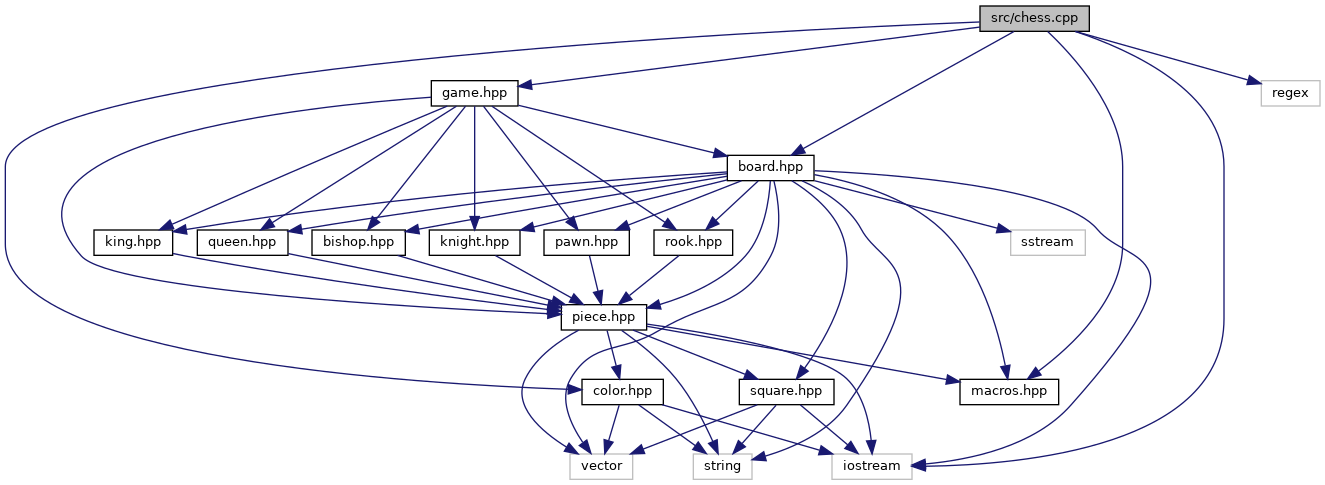 src/chess.cpp
game.hpp
regex
board.hpp
king.hpp
queen.hpp
bishop.hpp
knight.hpp
pawn.hpp
rook.hpp
sstream
piece.hpp
color.hpp
square.hpp
macros.hpp
vector
string
iostream